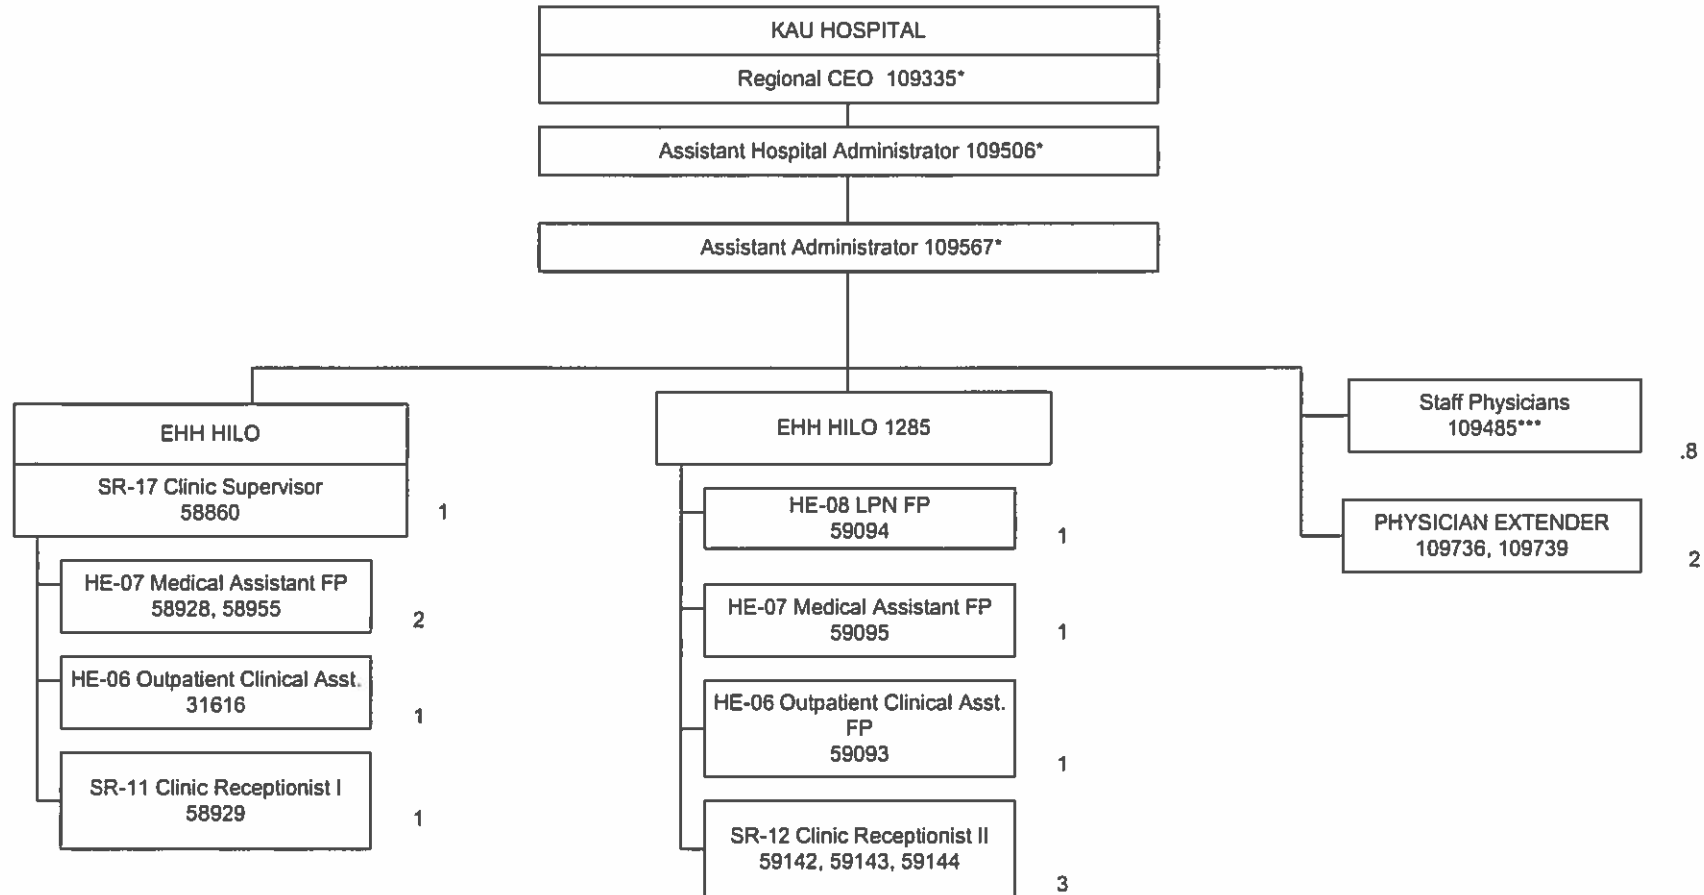 KAU HOSPITAL
Regional CEO 109335*
Assistant Hospital Administrator 109506*
Assistant Administrator 109567*
EHH HILO
SR-17 Clinic Supervisor
58860
1
HE-07 Medical Assistant FP
58928, 58955
2
HE-06 Outpatient Clinical Asst.
31616
1
SR-11 Clinic Receptionist I
58929
1
EHH HILO 1285
HE-08 LPN FP
59094
1
HE-07 Medical Assistant FP
59095
1
HE-06 Outpatient Clinical Asst.
FP
59093
1
SR-12 Clinic Receptionist II
59142, 59143, 59144
3
Staff Physicians
109485***
.8
PHYSICIAN EXTENDER
109736, 109739
2